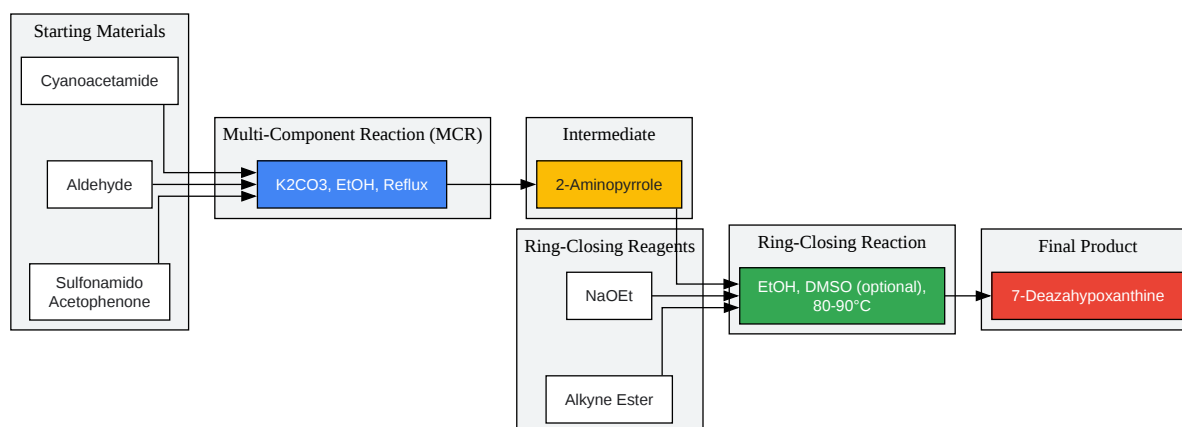 Starting Materials
Cyanoacetamide
Aldehyde
Sulfonamido
Acetophenone
Multi-Component Reaction (MCR)
K2CO3, EtOH, Reflux
Intermediate
2-Aminopyrrole
Ring-Closing Reagents
NaOEt
Alkyne Ester
Ring-Closing Reaction
EtOH, DMSO (optional),
80-90°C
Final Product
7-Deazahypoxanthine